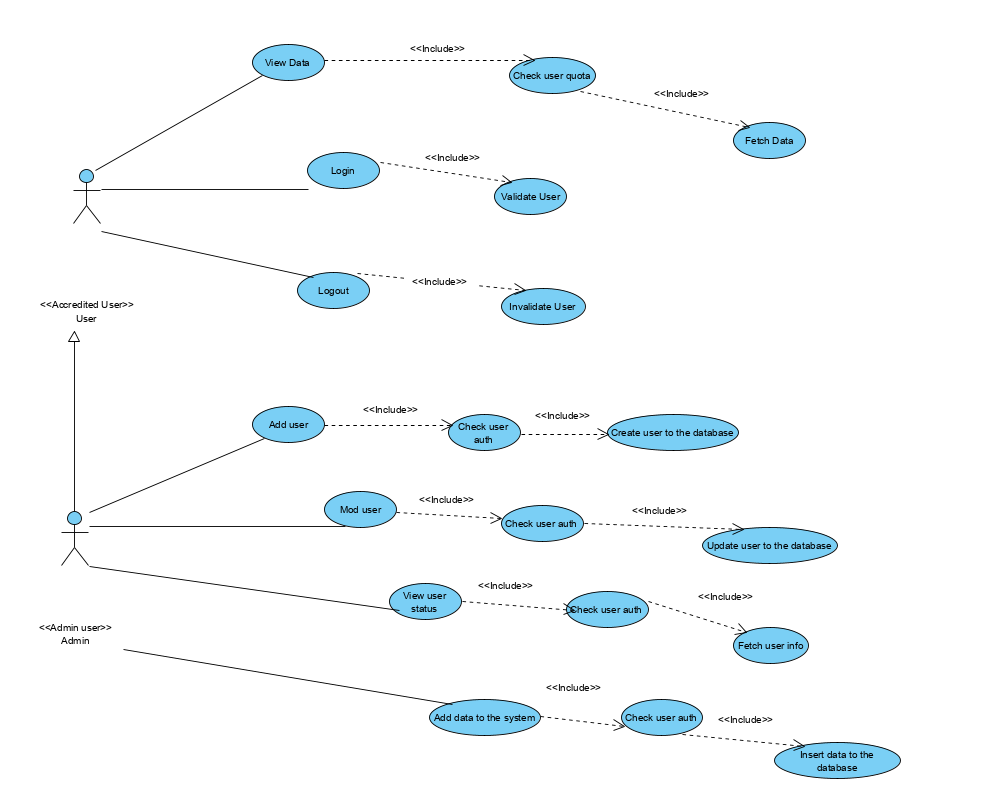 <<Include>>
View Data
Check user quota
<<Include>>
Fetch Data
<<Include>>
Login
Validate User
<<Include>>
Logout
Invalidate User
<<Accredited User>>
User
<<Include>>
<<Include>>
Add user
Check user
auth
Create user to the database
<<Include>>
<<Include>>
Mod user
Check user auth
Update user to the database
<<Include>>
<<Include>>
View user
status
Check user auth
Fetch user info
<<Admin user>>
Admin
<<Include>>
Add data to the system
Check user auth
<<Include>>
Insert data to the
database